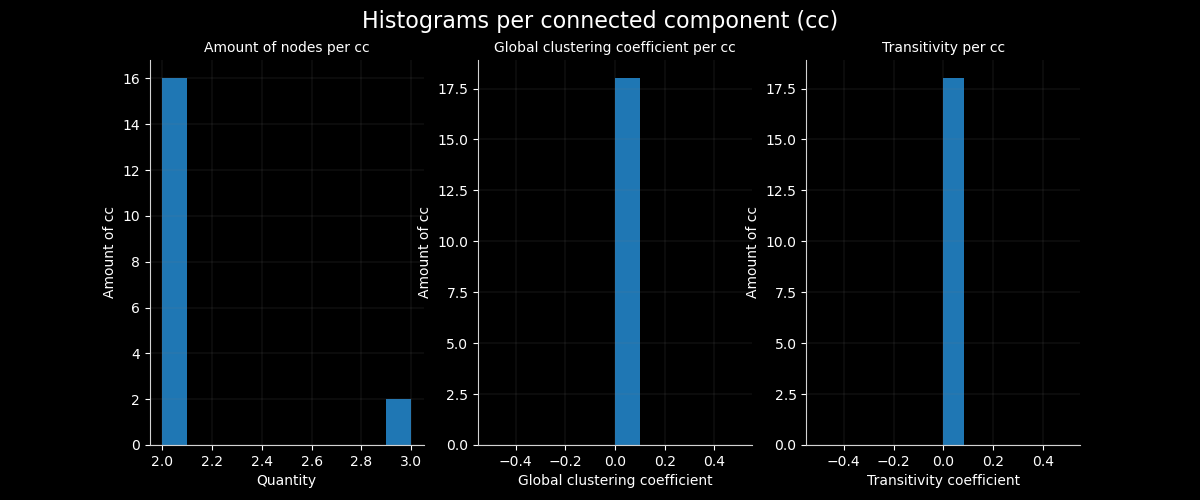 Histograms per connected component (cc)
Amount of nodes per cc
Amount of cc
16
14
12
10
8
6
4
2
0
2.0 2.2 2.4 2.6 2.8 3.0
Quantity
Global clustering coefficient per cc
Amount of cc
17.5
15.0
12.5
10.0
7.5
5.0
2.5
0.0
−0.4 −0.2 0.0 0.2 0.4
Global clustering coefficient
Transitivity per cc
Amount of cc
17.5
15.0
12.5
10.0
7.5
5.0
2.5
0.0
−0.4 −0.2 0.0 0.2 0.4
Transitivity coefficient